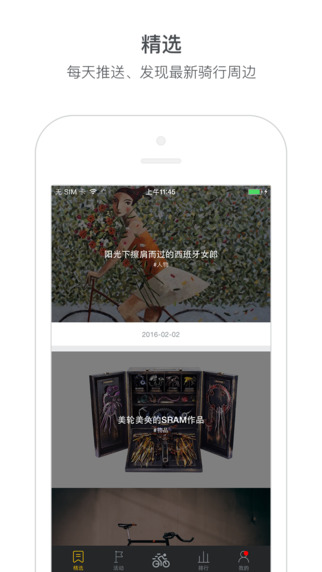 精选
每天推送、发现最新骑行周边
无 SIM 卡
上午11:45
阳光下擦肩而过的西班牙女郎
#人物
2016-02-02
美轮美奂的SRAM作品
#物品
精选
活动
骑行
我的